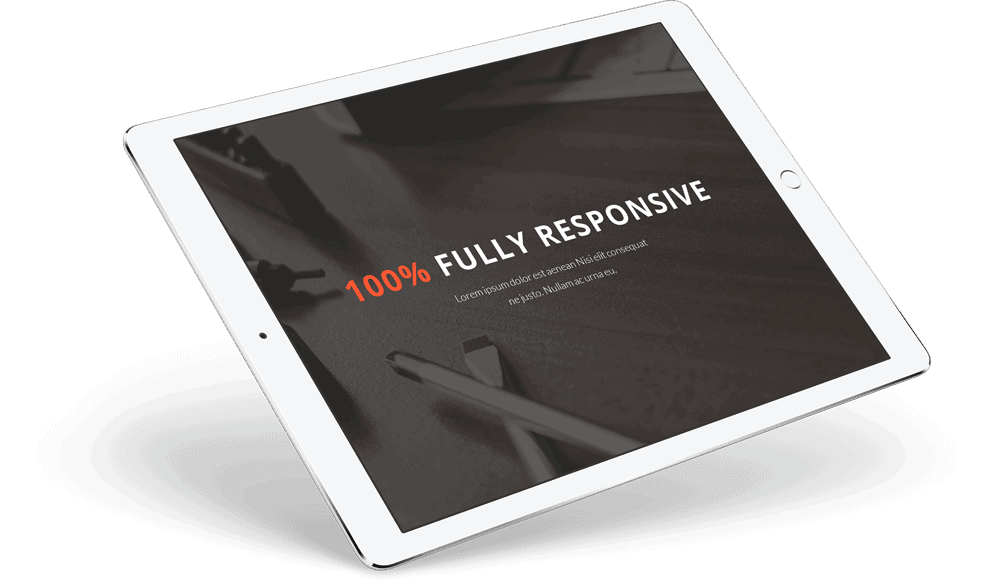 100% FULLY RESPONSIVE
Lorem ipsum dolor est aenean Nisi elit consequat
ne justo. Nullam ac urna eu.